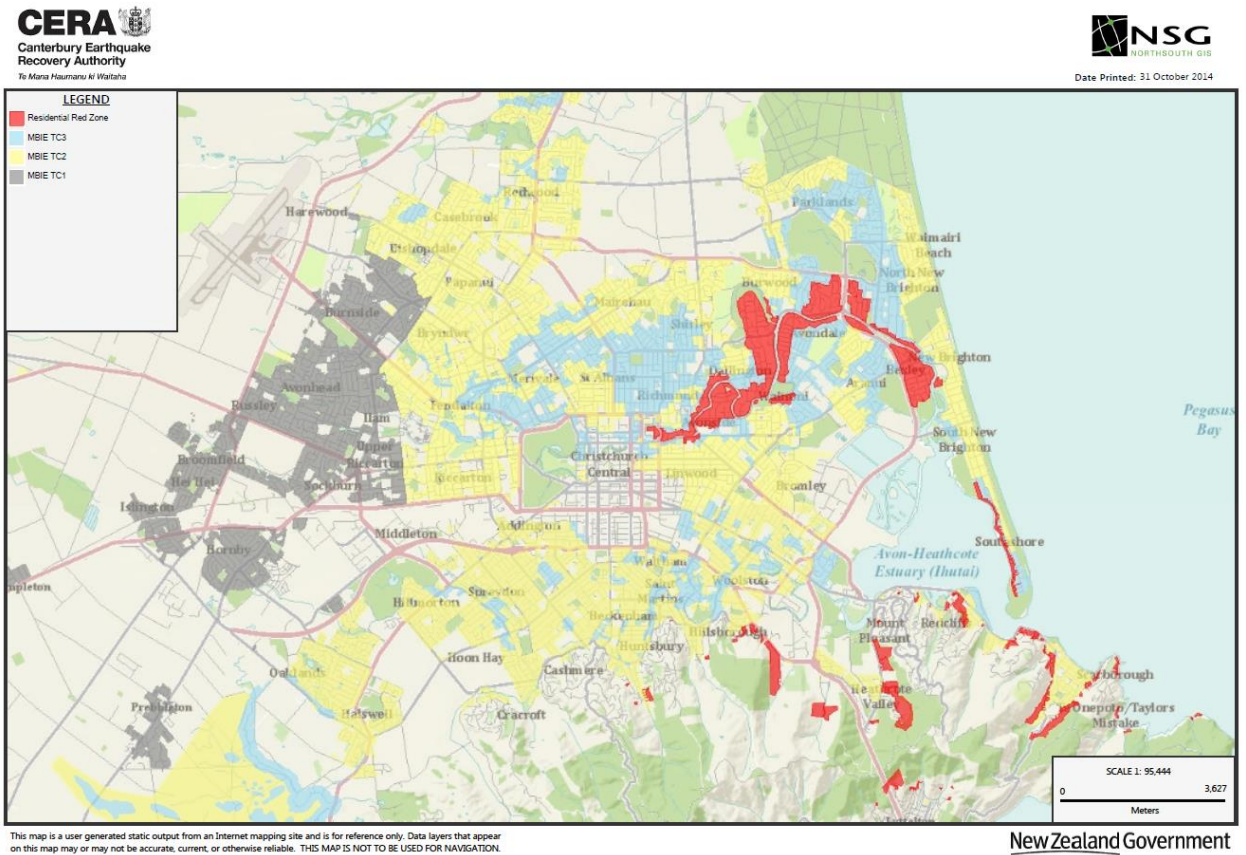 CERA
Canterbury Earthquake
Recovery Authority
Te Mana Haumanu ki Waitaha
NSG
NORTHSOUTH GIS
Date Printed: 31 October 2014
LEGEND
Residential Red Zone
MBIE TC3
MBIE TC2
MBIE TC1
Redwood
Parklands
Harewood
Casebrook
Bishopdale
Waimairi
Beach
Papanui
Burwood
North New
Brighton
Mairehau
Burnside
Shirley
Bryndwr
Avondale
New Brighton
Dallington
Bexley
Merivale
St Albans
Aranui
Avonhead
Richmond
Wainoni
Russley
Fendalton
Pegasus
Bay
Ilam
Upper
Riccarton
South New
Brighton
Christchurch
Central
Broomfield
Hei Hei
Riccarton
Linwood
Bromley
Sockburn
Islington
Addington
Middleton
Hornby
Southshore
Avon-Heathcote
Estuary (Ihutai)
Waltham
Woolston
mpleton
Spreydon
Saint
Martins
Hillmorton
Beckenham
Mount
Pleasant
Redcliffs
Hillsborough
Huntsbury
Hoon Hay
Cashmere
Oaklands
Scarborough
Heathcote
Valley
Prebbleton
Halswell
Cracroft
Onepoto/Taylors
Mistake
Lyttelton
SCALE 1: 95,444
0 3,627
Meters
This map is a user generated static output from an Internet mapping site and is for reference only. Data layers that appear
on this map may or may not be accurate, current, or otherwise reliable. THIS MAP IS NOT TO BE USED FOR NAVIGATION.
New Zealand Government